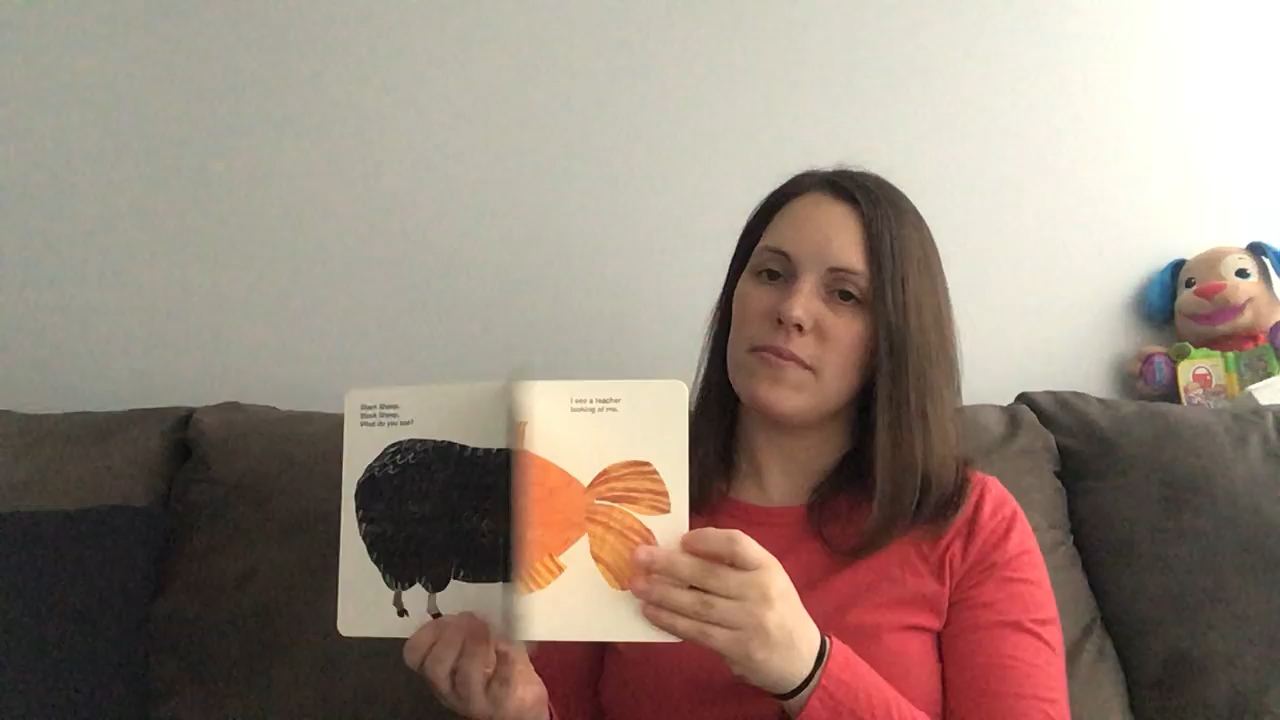 Black Sheep,
Black Sheep,
What do you see?
I see a teacher
looking at me.